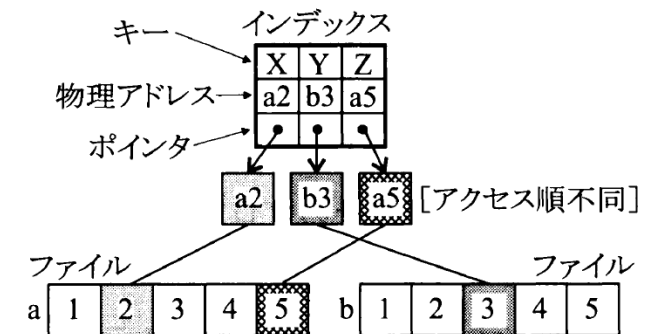 インデックス
キー
X Y Z
物理アドレス a2 b3 a5
ポインタ
a2 b3 a5 [アクセス順不同]
ファイル ファイル
a 1 2 3 4 5 b 1 2 3 4 5